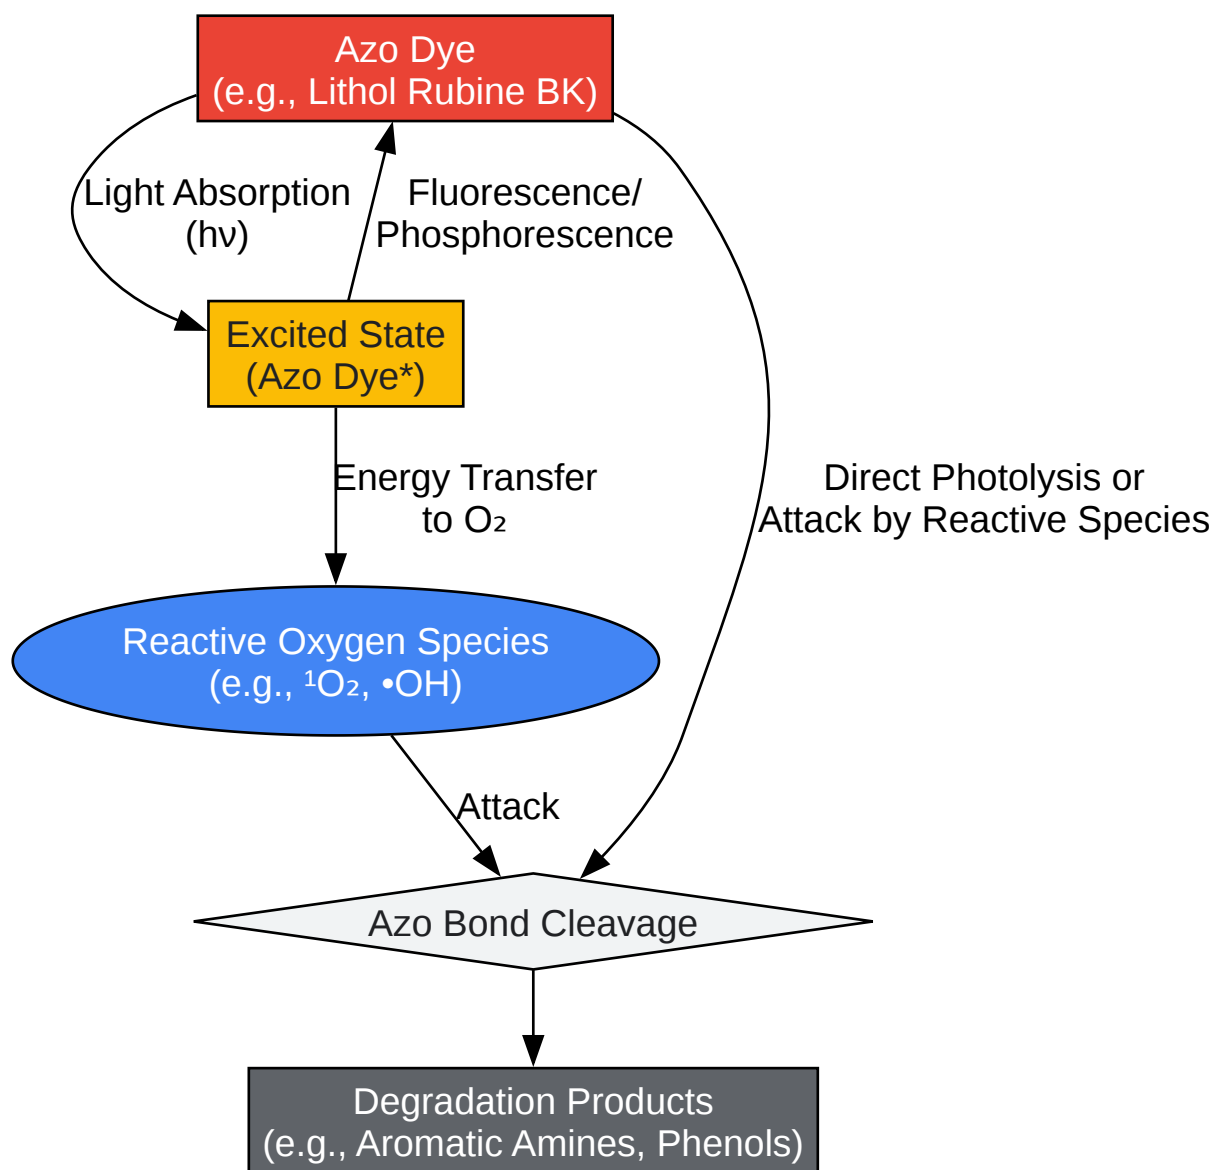 Azo Dye
(e.g., Lithol Rubine BK)
Light Absorption
(hν)
Fluorescence/
Phosphorescence
Excited State
(Azo Dye*)
Energy Transfer
to O₂
Direct Photolysis or
Attack by Reactive Species
Reactive Oxygen Species
(e.g., ¹O₂, •OH)
Attack
Azo Bond Cleavage
Degradation Products
(e.g., Aromatic Amines, Phenols)